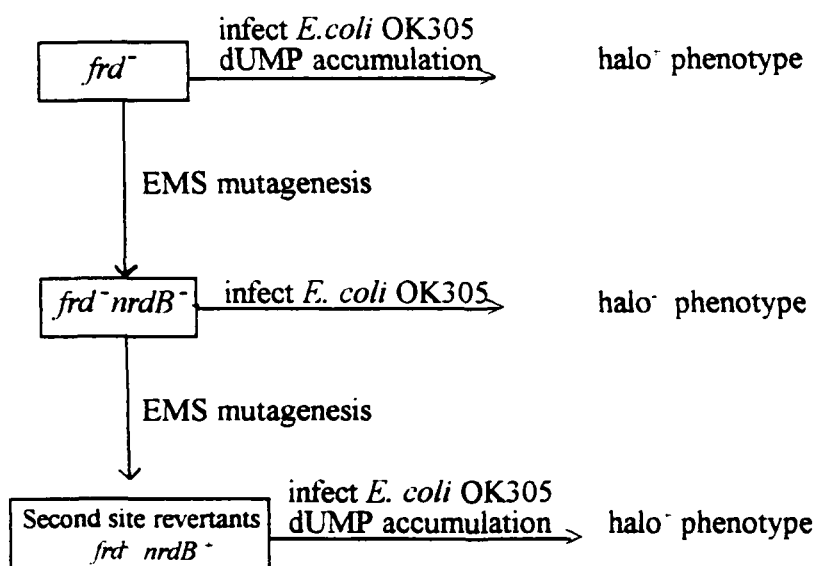 infect E.coli OK305
frd⁻
dUMP accumulation
halo⁻ phenotype
EMS mutagenesis
frd⁻nrdB⁻
infect E. coli OK305
halo⁻ phenotype
EMS mutagenesis
infect E. coli OK305
Second site revertants
dUMP accumulation
halo⁻ phenotype
frd⁻ nrdB⁺